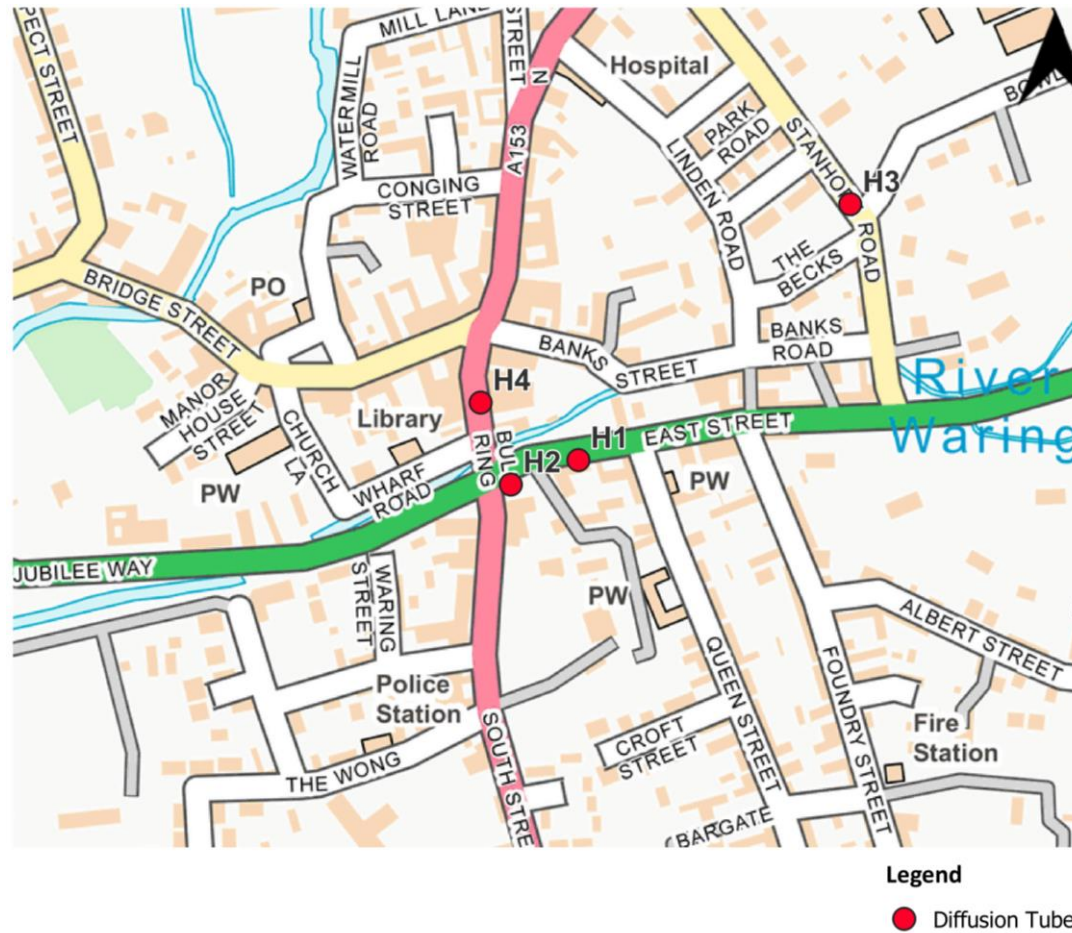 PECT STREET
MILL LAN
STREET
N
A153
WATERMILL
ROAD
CONGING
STREET
Hospital
PARK
ROAD
LINDEN ROAD
STANHO
ROAD
H3
BOWL
THE
BECKS
PO
BRIDGE STREET
BANKS
STREET
BANKS
ROAD
River
Waring
MANOR
HOUSE
STREET
CHURCH
LA
Library
H4
BUL
RING
H1
EAST STREET
H2
WHARF
ROAD
PW
PW
JUBILEE WAY
WARING
STREET
PW
ALBERT STREET
Police
Station
QUEEN STREET
FOUNDRY STREET
Fire
Station
SOUTH STRE
CROFT
STREET
THE WONG
BARGATE
Legend
Diffusion Tube